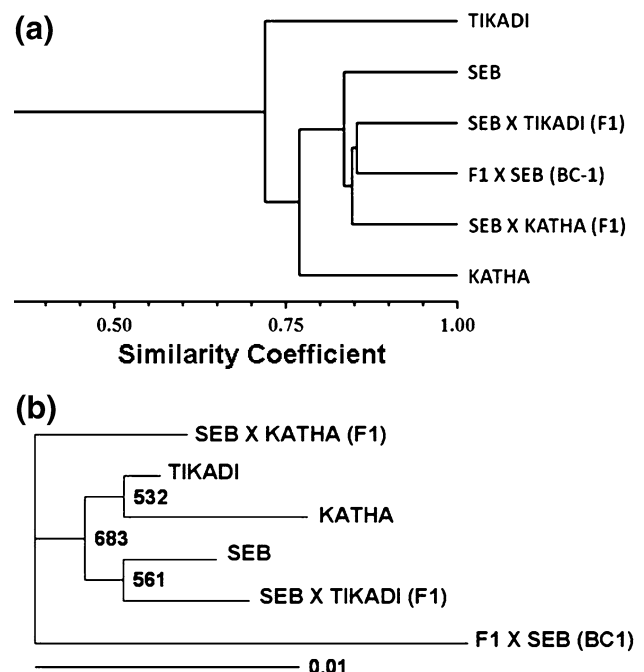 (a)
TIKADI
SEB
SEB X TIKADI (F1)
F1 X SEB (BC-1)
SEB X KATHA (F1)
KATHA
0.50 0.75 1.00
Similarity Coefficient
(b)
SEB X KATHA (F1)
TIKADI
532
KATHA
683
SEB
561
SEB X TIKADI (F1)
F1 X SEB (BC1)
0.01